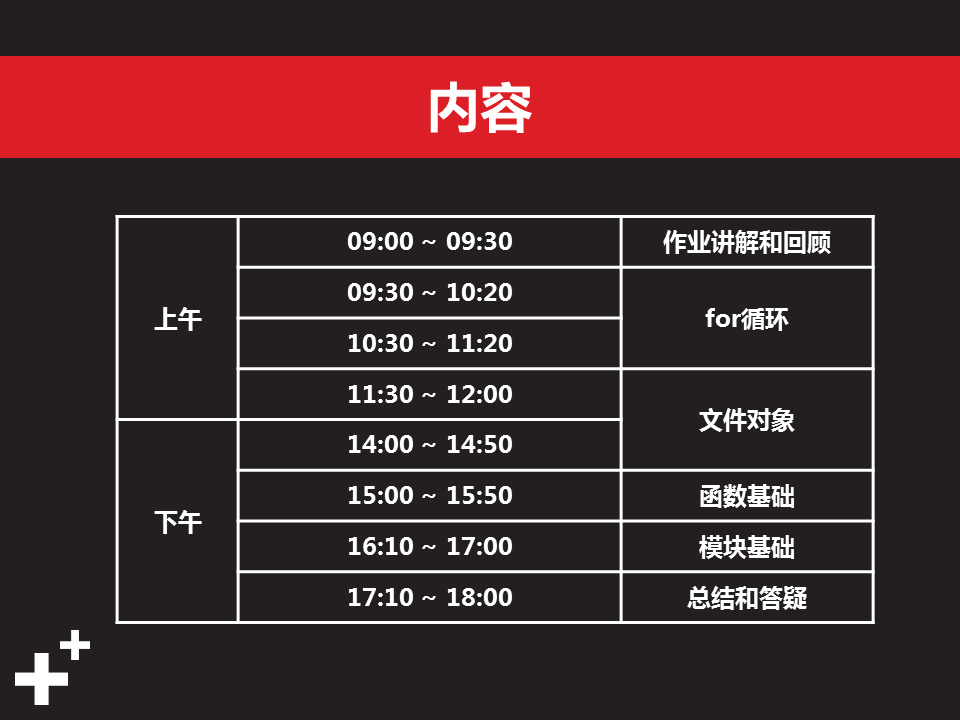 内容
上午
09:00 ~ 09:30
作业讲解和回顾
09:30 ~ 10:20
for循环
10:30 ~ 11:20
11:30 ~ 12:00
文件对象
下午
14:00 ~ 14:50
15:00 ~ 15:50
函数基础
16:10 ~ 17:00
模块基础
17:10 ~ 18:00
总结和答疑